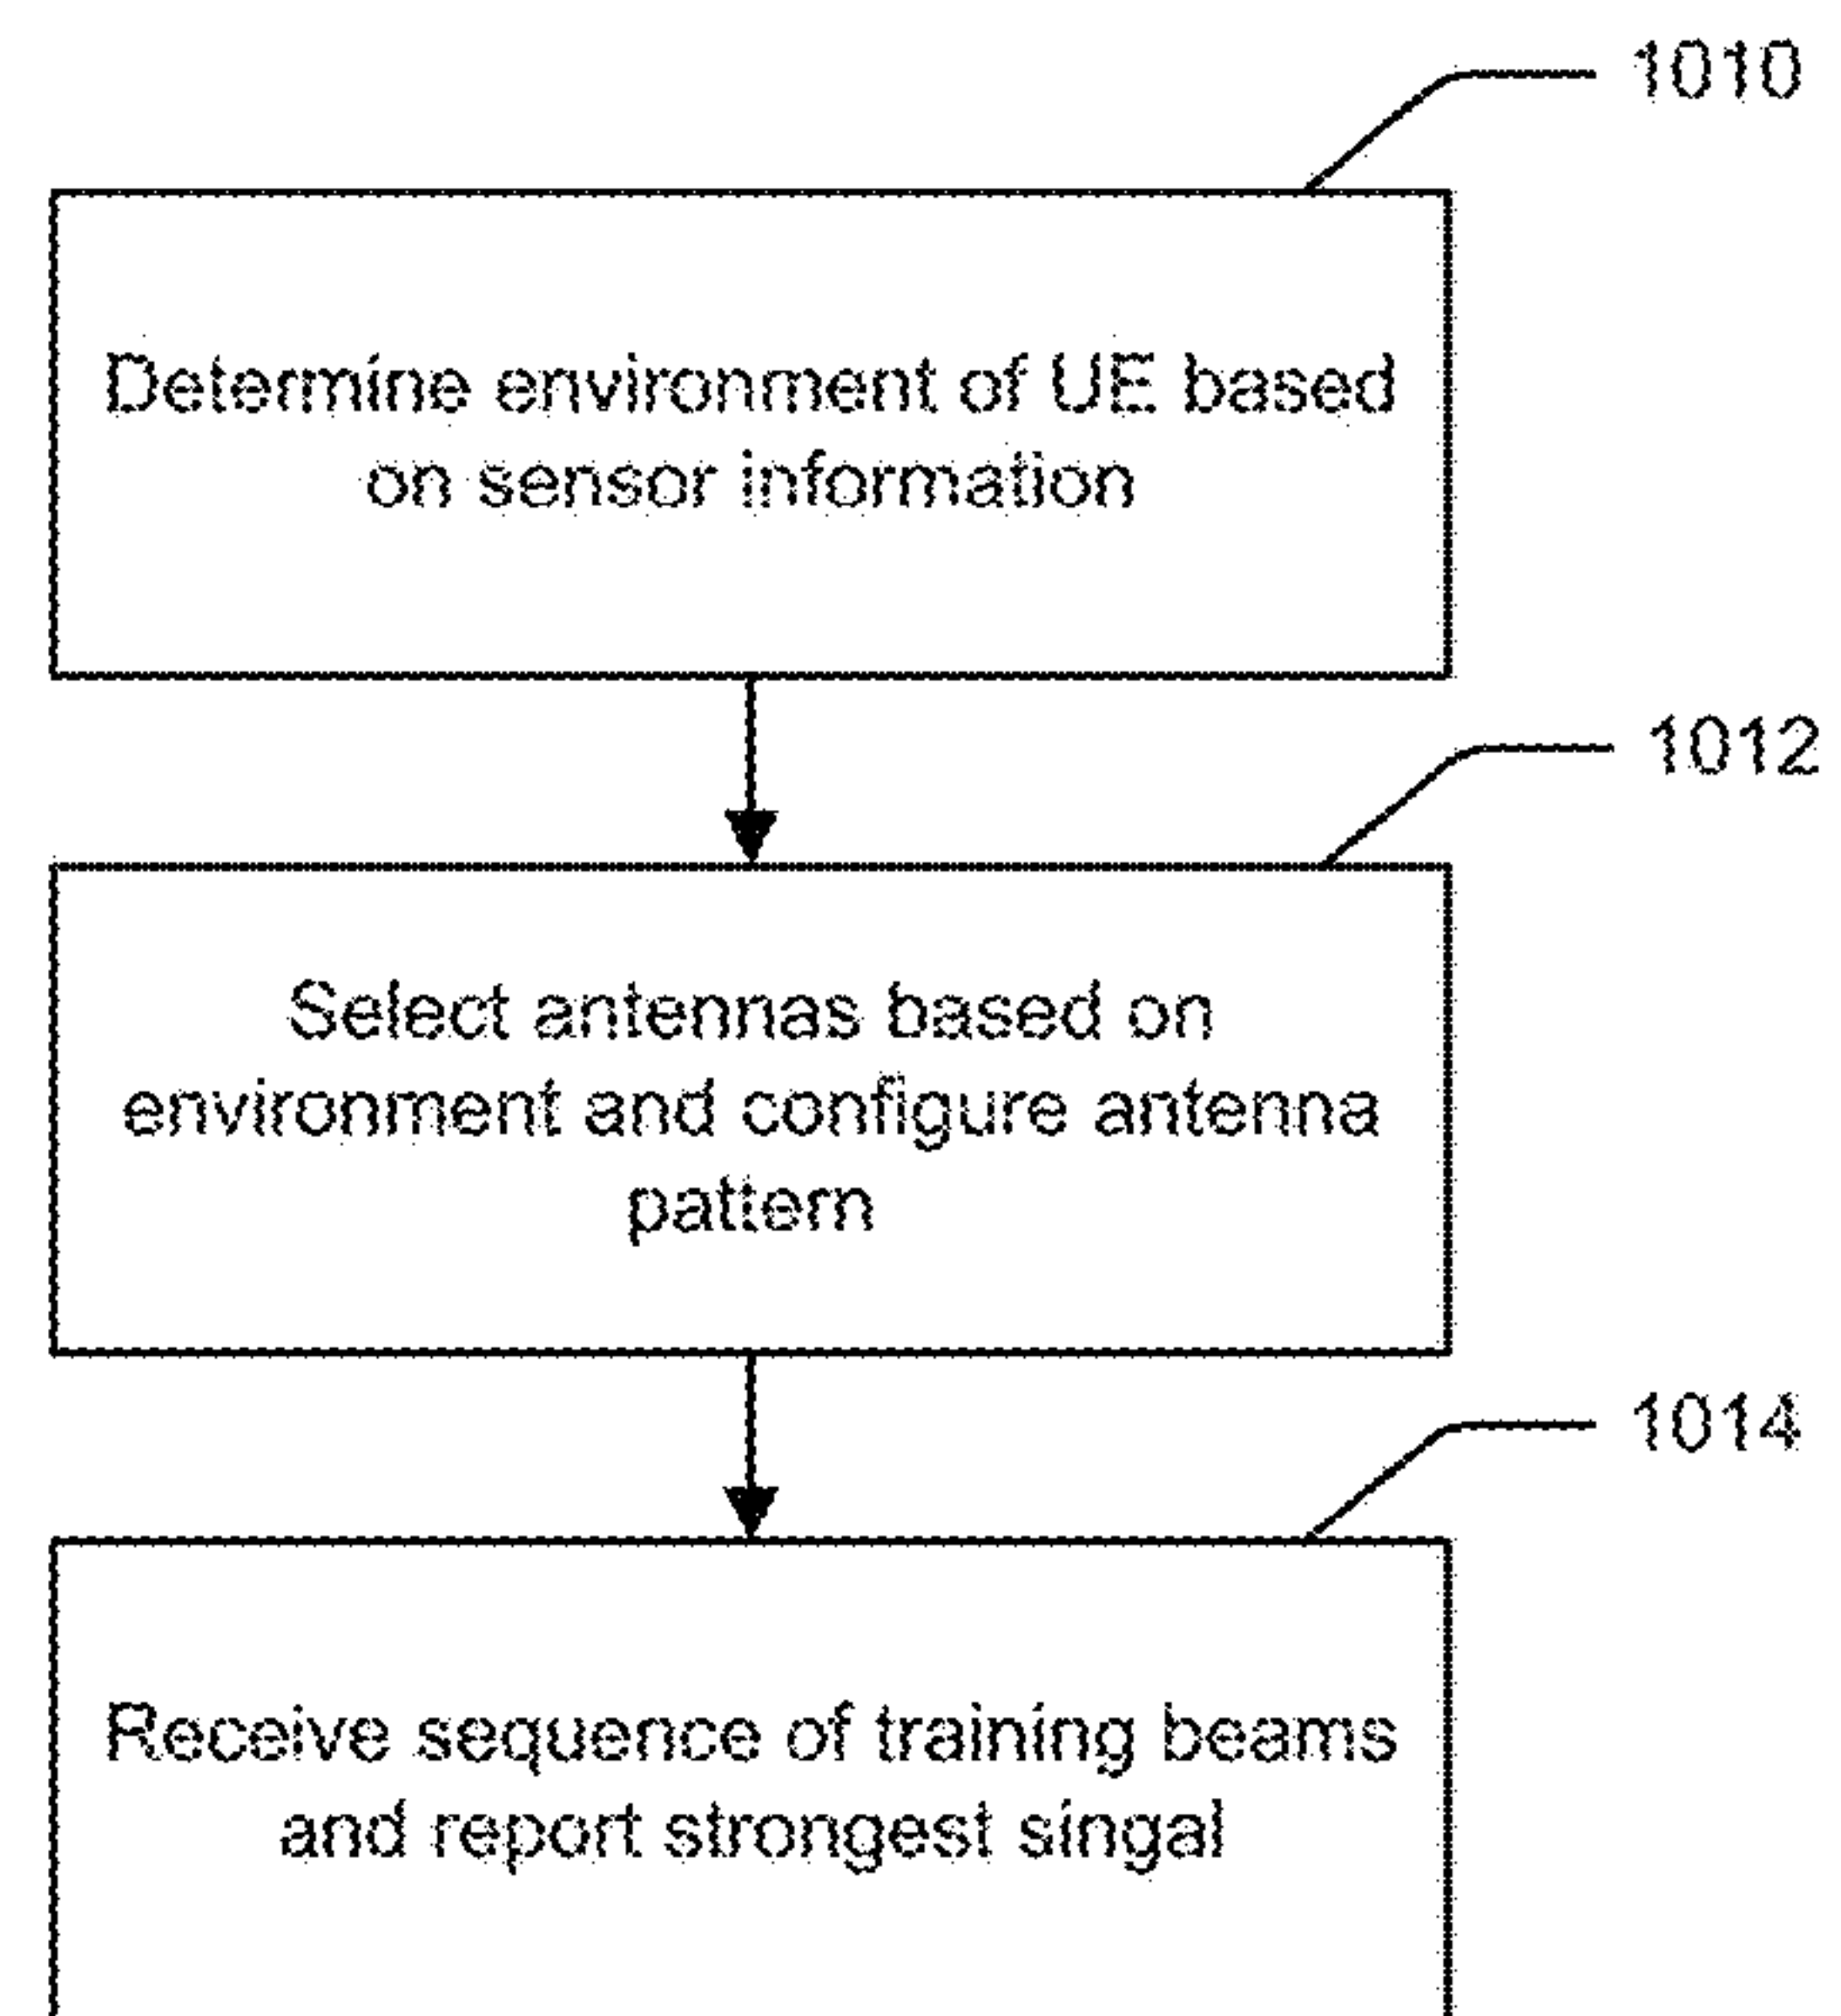 1010
Determine environment of UE based
on sensor information
1012
Select antennas based on
environment and configure antenna
pattern
1014
Receive sequence of training beams
and report strongest singal